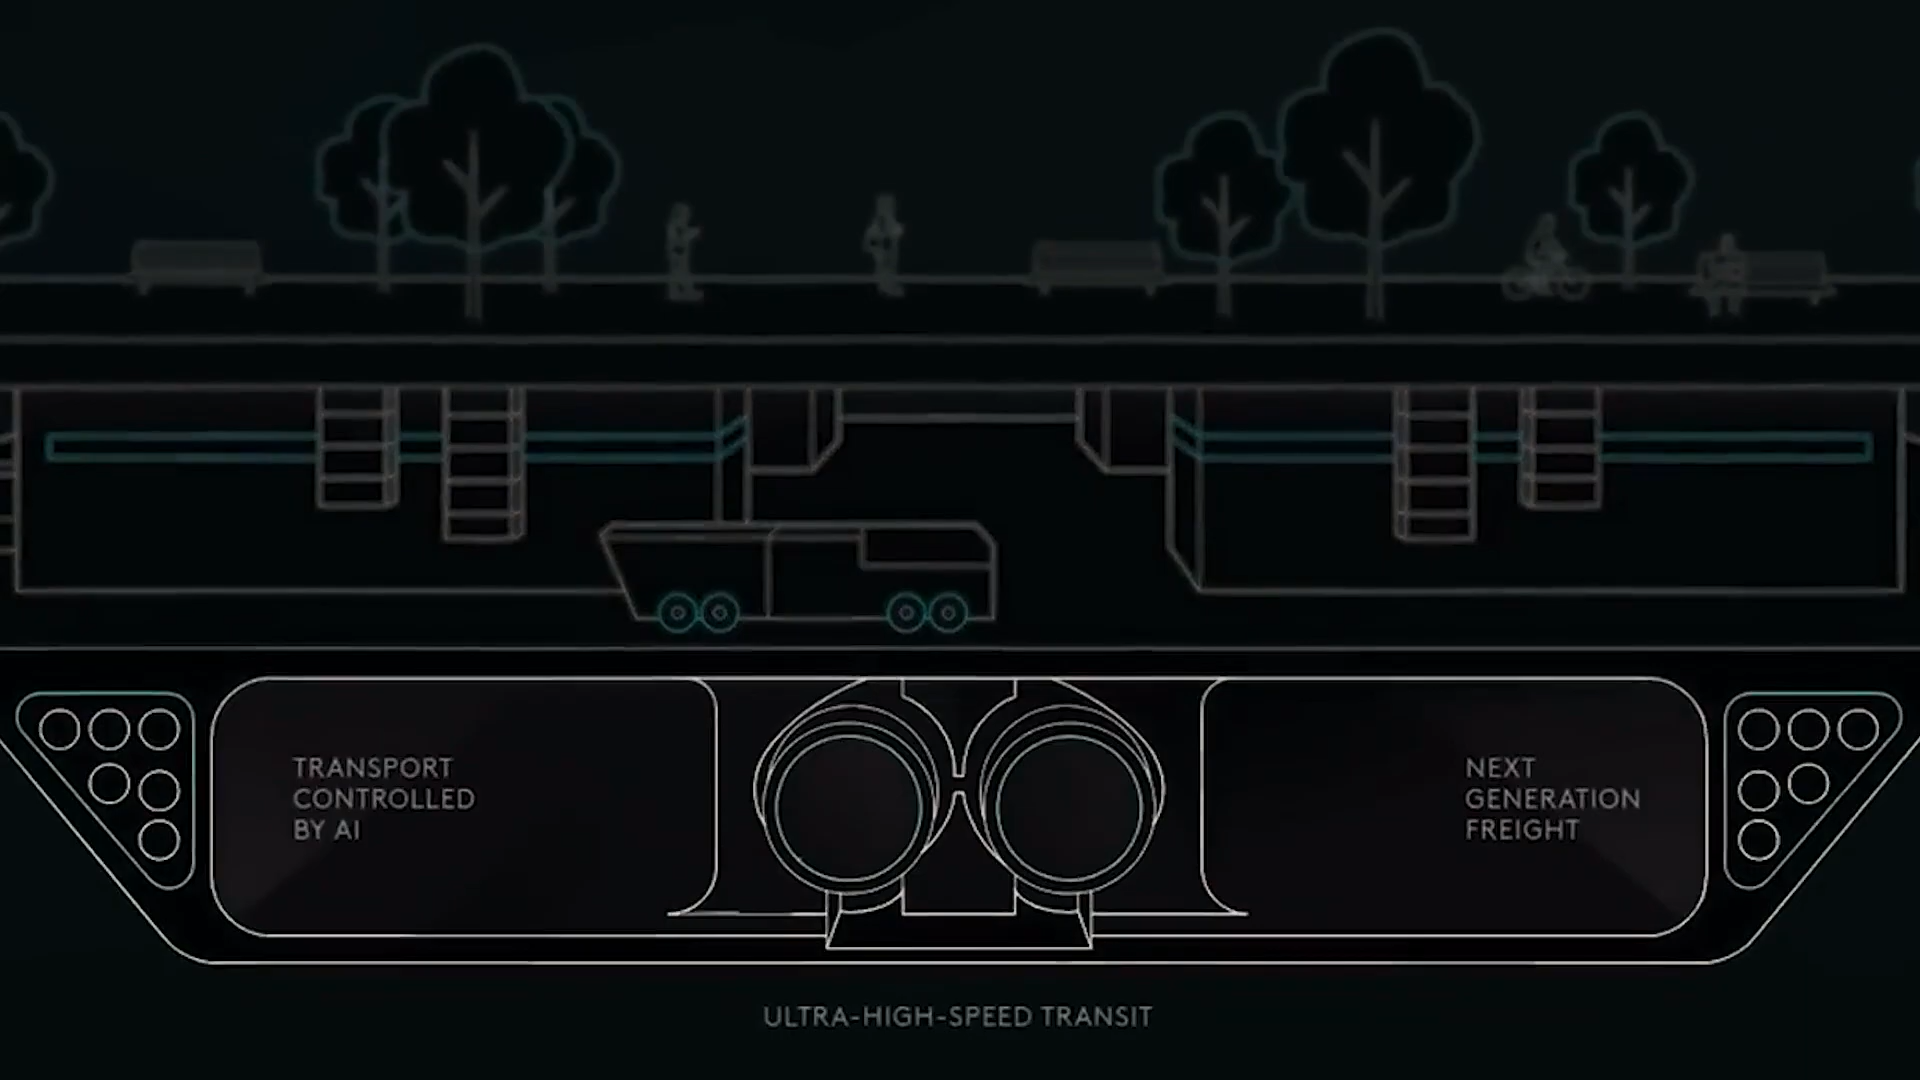 TRANSPORT
CONTROLLED
BY AI
NEXT
GENERATION
FREIGHT
ULTRA-HIGH-SPEED TRANSIT